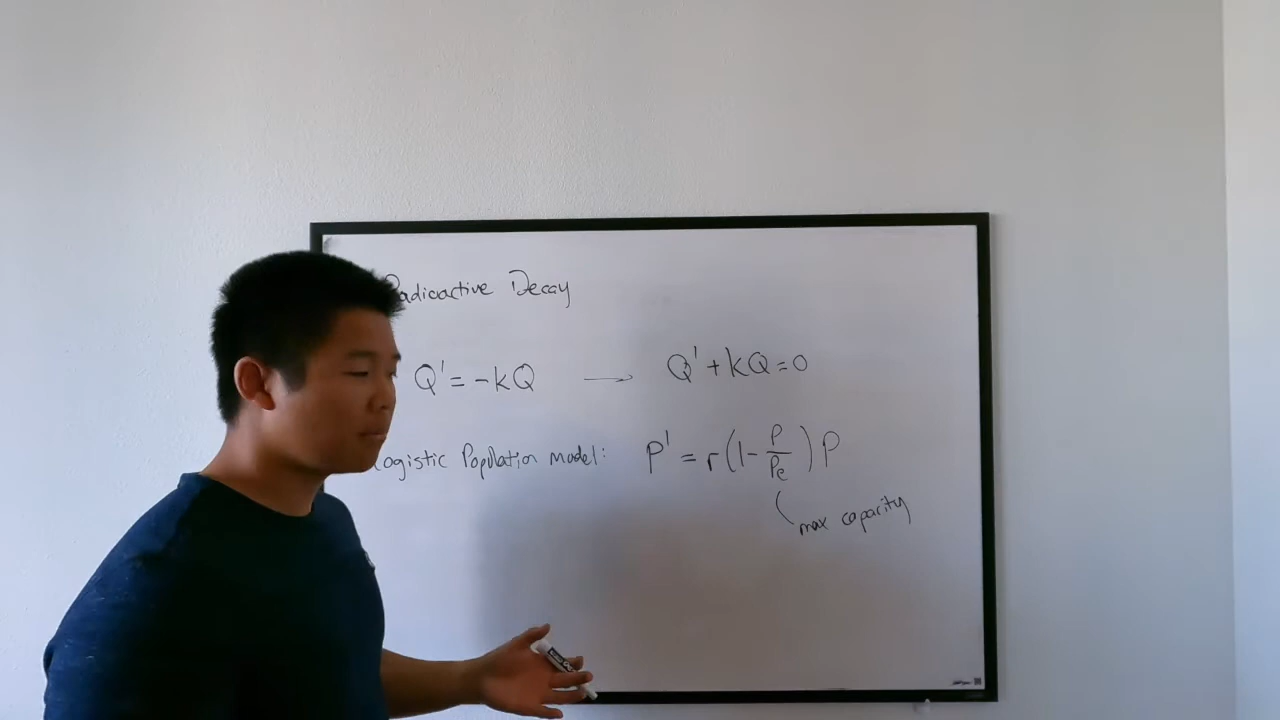 Radioactive Decay
Q' = -kQ → Q' + kQ = 0
Logistic Population model: P' = r(1 - P/Pe)P
max capacity